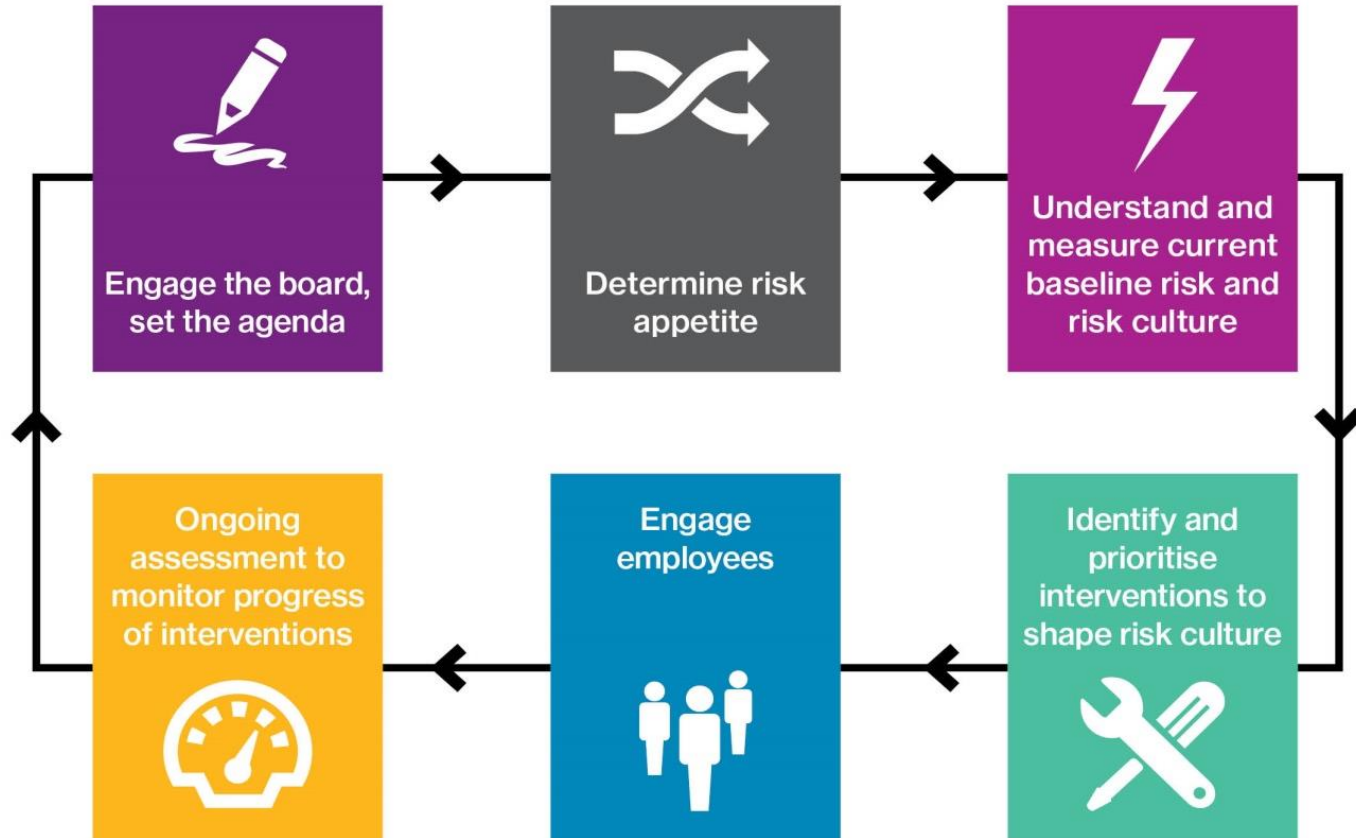 Engage the board,
set the agenda
Determine risk
appetite
Understand and
measure current
baseline risk and
risk culture
Identify and
prioritise
interventions to
shape risk culture
Engage
employees
Ongoing
assessment to
monitor progress
of interventions